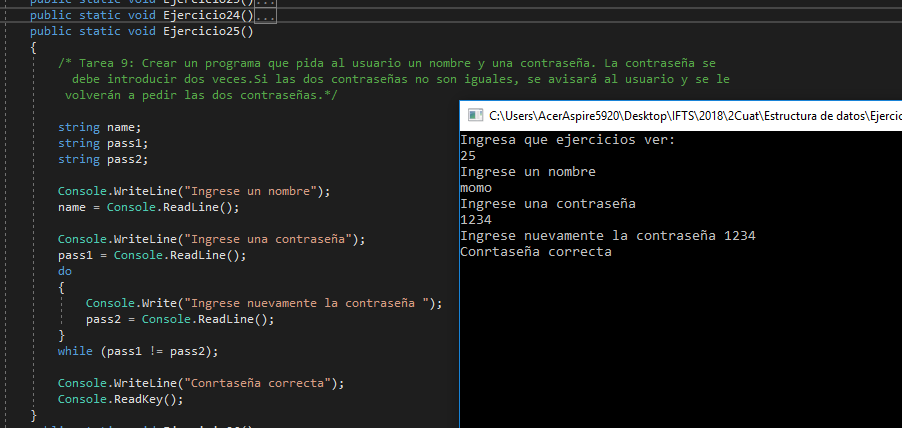 public static void Ejercicio23()...
public static void Ejercicio24()...
public static void Ejercicio25()
{
/* Tarea 9: Crear un programa que pida al usuario un nombre y una contraseña. La contraseña se
debe introducir dos veces.Si las dos contraseñas no son iguales, se avisará al usuario y se le
volverán a pedir las dos contraseñas.*/
string name;
string pass1;
string pass2;
Console.WriteLine("Ingrese un nombre");
name = Console.ReadLine();
Console.WriteLine("Ingrese una contraseña");
pass1 = Console.ReadLine();
do
{
Console.Write("Ingrese nuevamente la contraseña ");
pass2 = Console.ReadLine();
}
while (pass1 != pass2);
Console.WriteLine("Conrtaseña correcta");
Console.ReadKey();
}
C:\Users\AcerAspire5920\Desktop\IFTS\2018\2Cuat\Estructura de datos\Ejercic
Ingresa que ejercicios ver:
25
Ingrese un nombre
momo
Ingrese una contraseña
1234
Ingrese nuevamente la contraseña 1234
Conrtaseña correcta